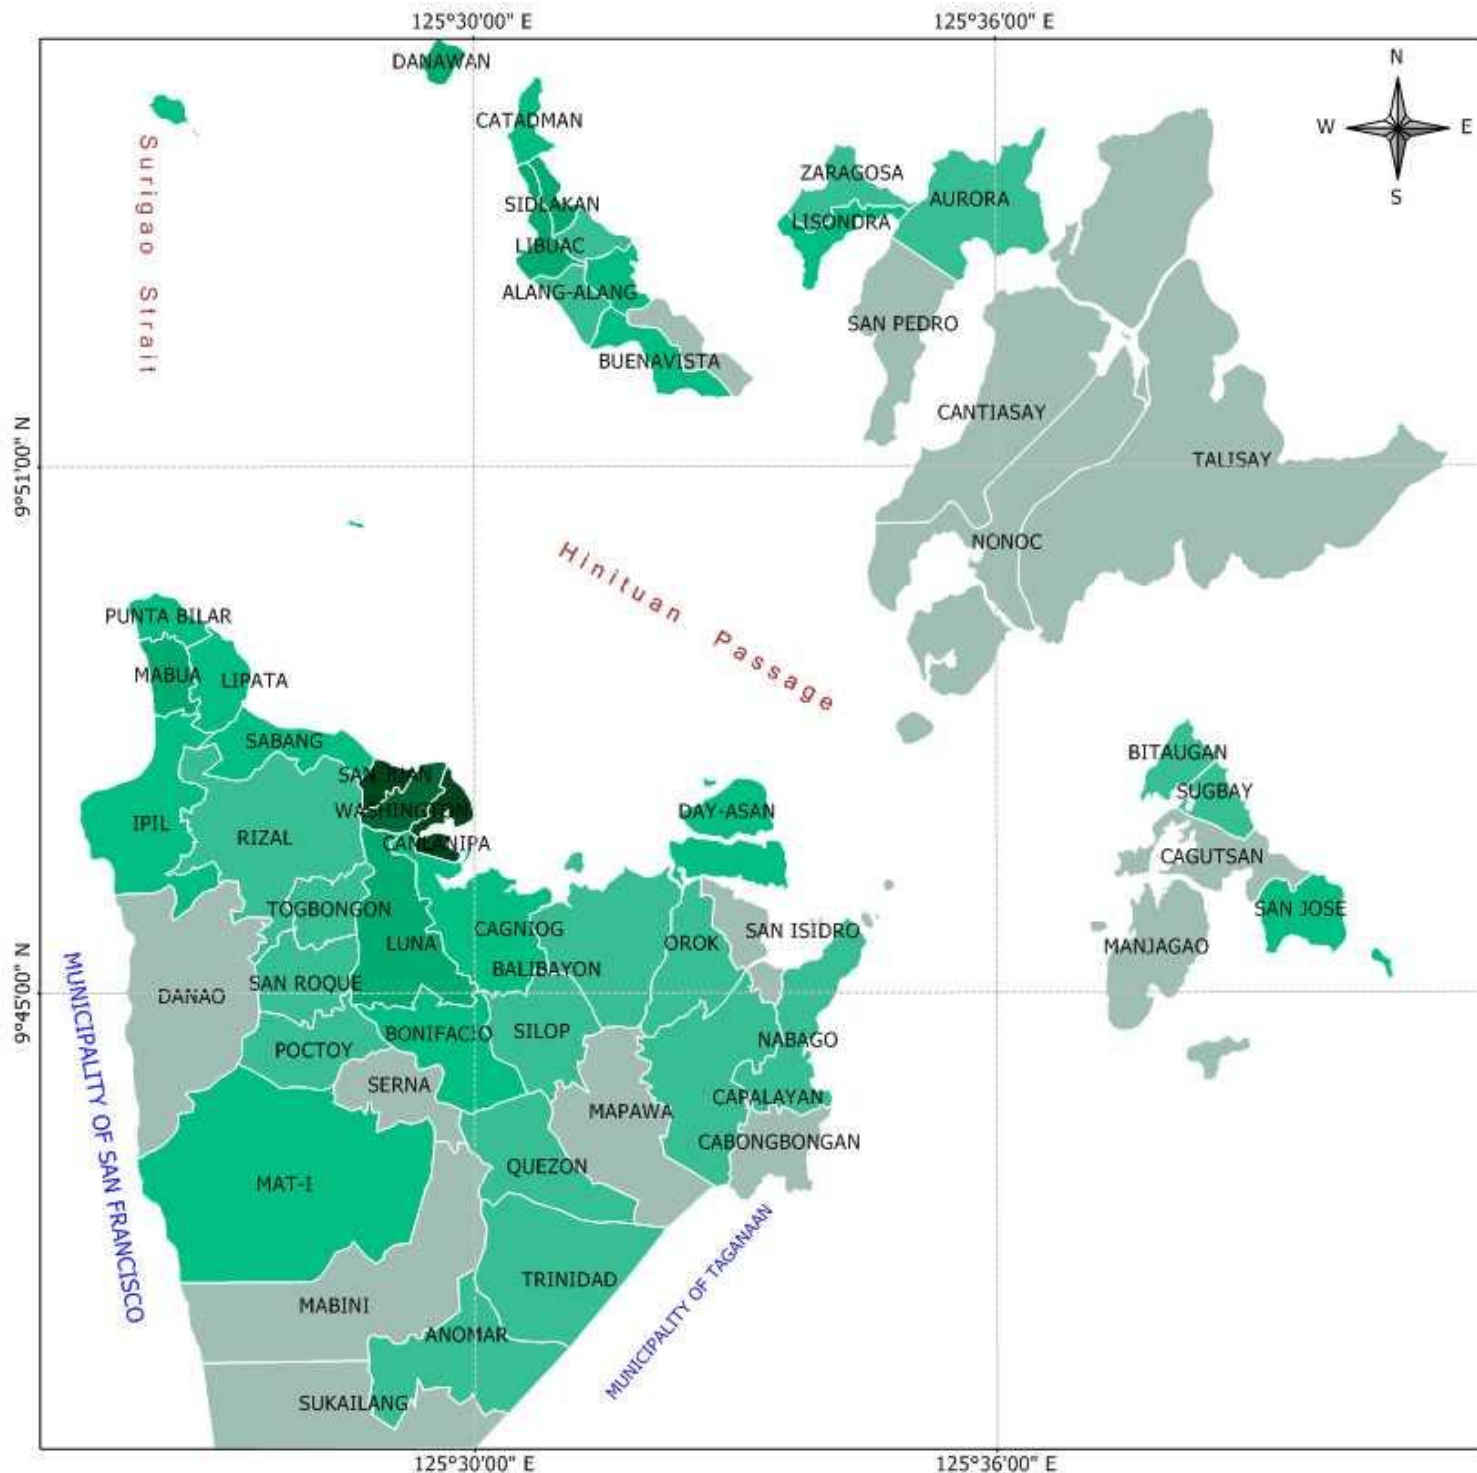 125°30'00" E
125°36'00" E
N
W
E
S
DANAWAN
CATADMAN
SIDLAKAN
LIBUAC
ALANG-ALANG
BUENAVISTA
ZARAGOSA
LISONDRA
AURORA
SAN PEDRO
CANTIASAY
TALISAY
NONOC
Surigao Strait
9°51'00" N
Hinituan Passage
PUNTA BILAR
MABUA
LIPATA
SABANG
SAN JUAN
WASHINGTON
CANLANIPA
IPIL
RIZAL
DAY-ASAN
BITAUGAN
SUGBAY
CAGUTSAN
SAN JOSE
MANJAGAO
TOGBONGON
LUNA
CAGNIOG
BALIBAYON
OROK
SAN ISIDRO
9°45'00" N
DANAO
SAN ROQUE
POCTOY
BONIFACIO
SILOP
NABAGO
SERNA
MAPAWA
CAPALAYAN
CABONGBONGAN
MUNICIPALITY OF SAN FRANCISCO
MAT-I
QUEZON
MABINI
TRINIDAD
ANOMAR
SUKAILANG
MUNICIPALITY OF TAGANAAN
125°30'00" E
125°36'00" E